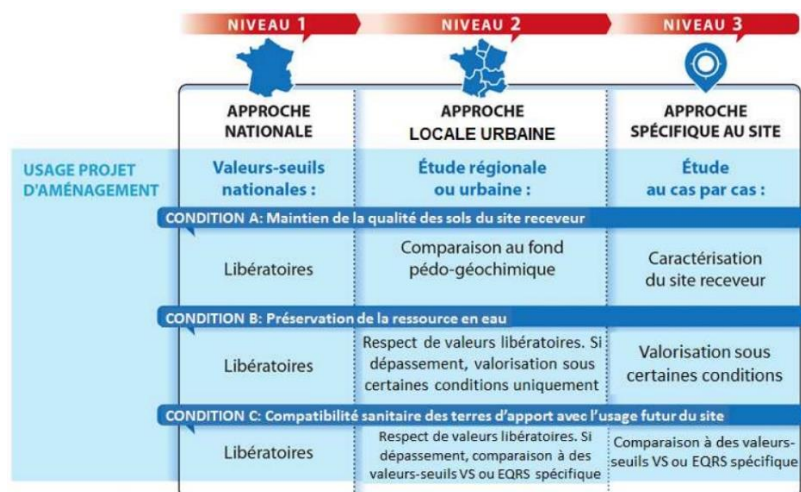 NIVEAU 1
NIVEAU 2
NIVEAU 3
APPROCHE
NATIONALE
APPROCHE
LOCALE URBAINE
APPROCHE
SPÉCIFIQUE AU SITE
USAGE PROJET
D'AMÉNAGEMENT
Valeurs-seuils
nationales :
Étude régionale
ou urbaine :
Étude
au cas par cas :
CONDITION A: Maintien de la qualité des sols du site receveur
Libératoires
Comparaison au fond
pédo-géochimique
Caractérisation
du site receveur
CONDITION B: Préservation de la ressource en eau
Libératoires
Respect de valeurs libératoires. Si
dépassement, valorisation sous
certaines conditions uniquement
Valorisation sous
certaines conditions
CONDITION C: Compatibilité sanitaire des terres d'apport avec l'usage futur du site
Libératoires
Respect de valeurs libératoires. Si
dépassement, comparaison à des
valeurs-seuils VS ou EQRS spécifique
Comparaison à des valeurs-
seuils VS ou EQRS spécifique